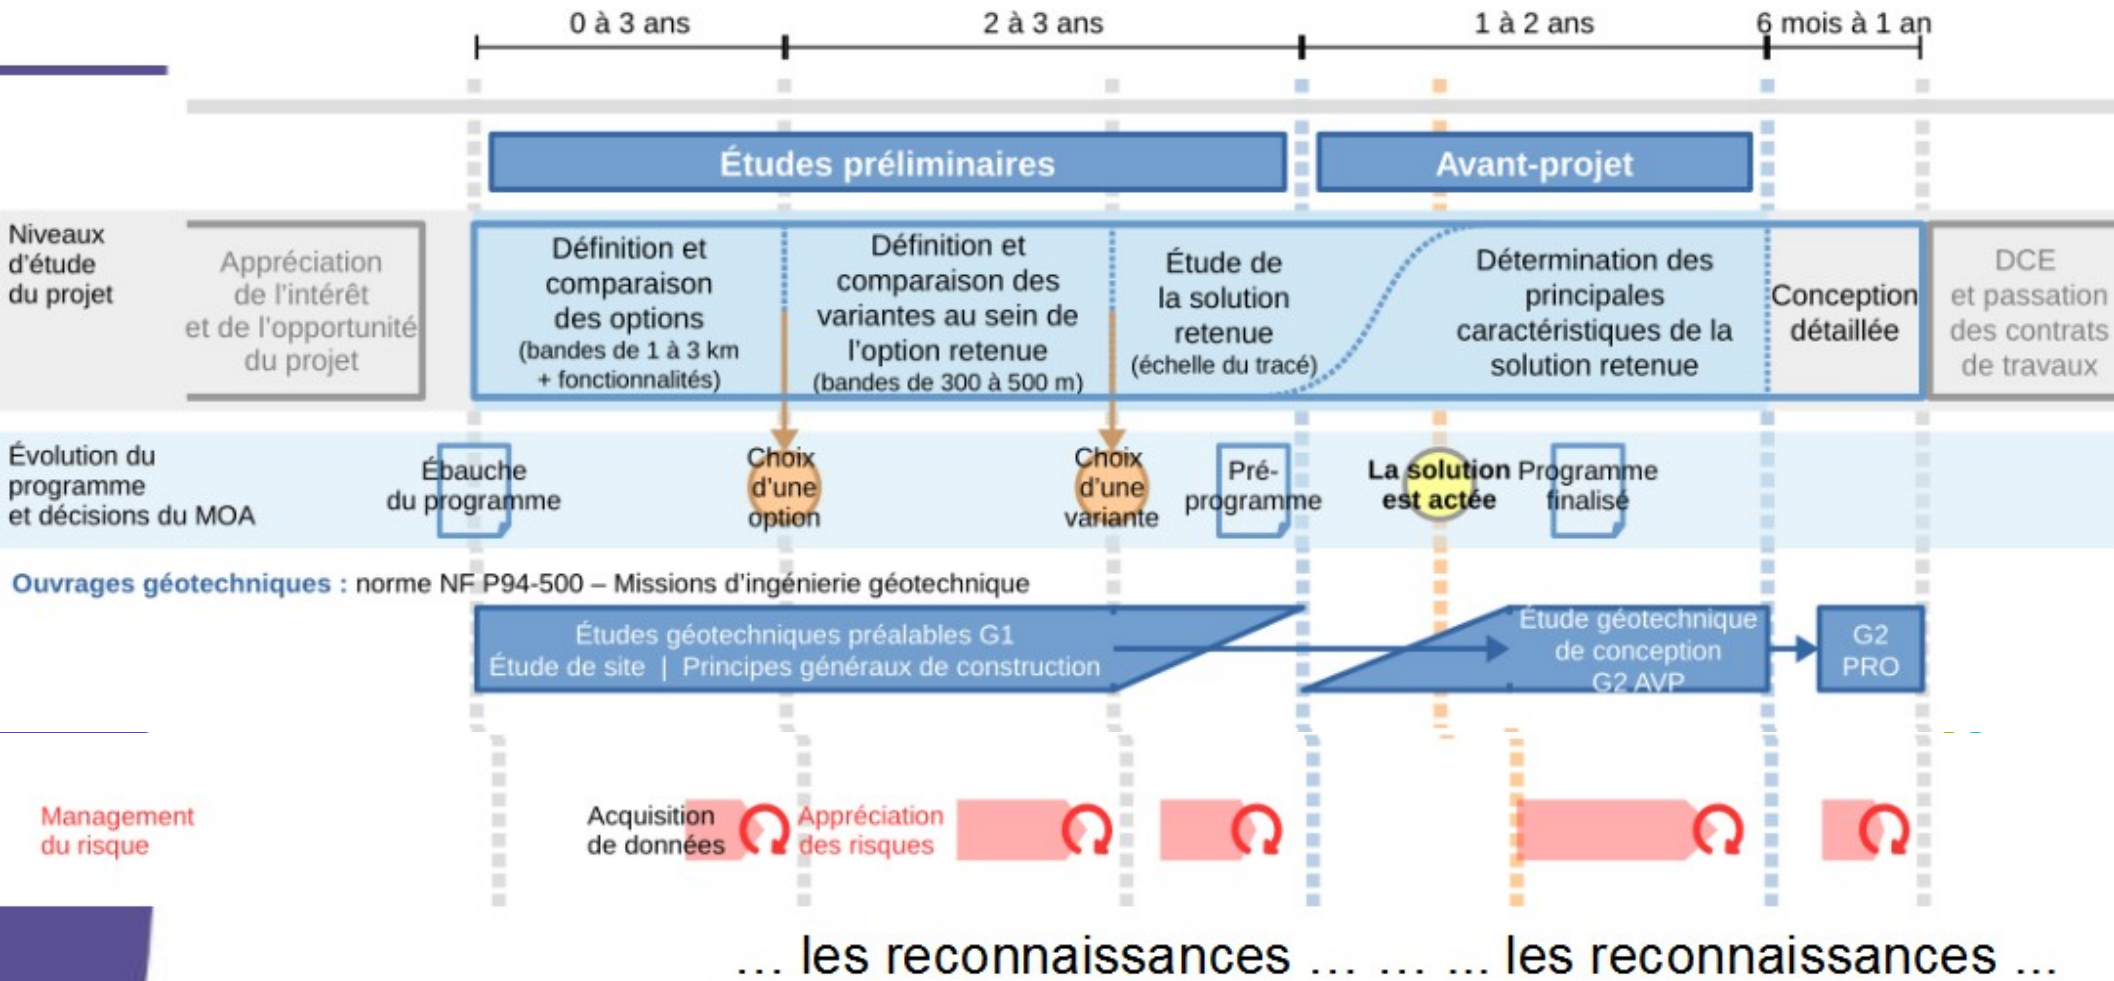 0 à 3 ans
2 à 3 ans
1 à 2 ans
6 mois à 1 an
Études préliminaires
Avant-projet
Niveaux
d'étude
du projet
Appréciation
de l'intérêt
et de l'opportunité
du projet
Définition et
comparaison
des options
(bandes de 1 à 3 km
+ fonctionnalités)
Définition et
comparaison des
variantes au sein de
l'option retenue
(bandes de 300 à 500 m)
Étude de
la solution
retenue
(échelle du tracé)
Détermination des
principales
caractéristiques de la
solution retenue
Conception
détaillée
DCE
et passation
des contrats
de travaux
Évolution du
programme
et décisions du MOA
Ébauche
du programme
Choix
d'une
option
Choix
d'une
variante
Pré-
programme
La solution
est actée
Programme
finalisé
Ouvrages géotechniques : norme NF P94-500 – Missions d'ingénierie géotechnique
Études géotechniques préalables G1
Étude de site | Principes généraux de construction
Étude géotechnique
de conception
G2 AVP
G2
PRO
Management
du risque
Acquisition
de données
Appréciation
des risques
... les reconnaissances ... ... ... les reconnaissances ...